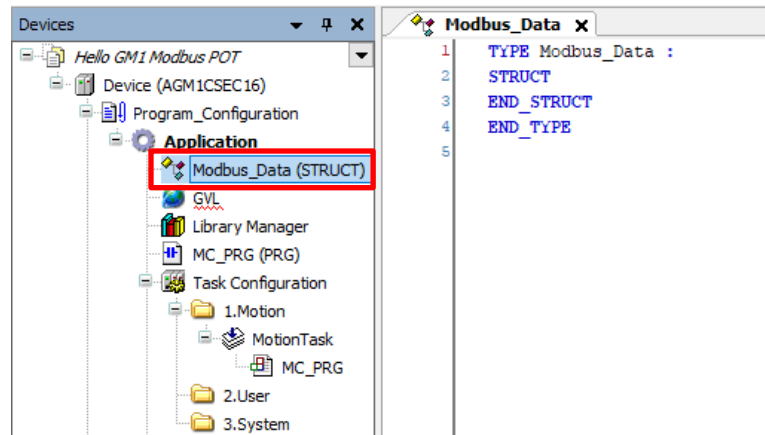 Devices
Hello GM1 Modbus POT
Device (AGM1CSEC16)
Program_Configuration
Application
Modbus_Data (STRUCT)
GVL
Library Manager
MC_PRG (PRG)
Task Configuration
1.Motion
MotionTask
MC_PRG
2.User
3.System
Modbus_Data
1 TYPE Modbus_Data :
2 STRUCT
3 END_STRUCT
4 END_TYPE
5